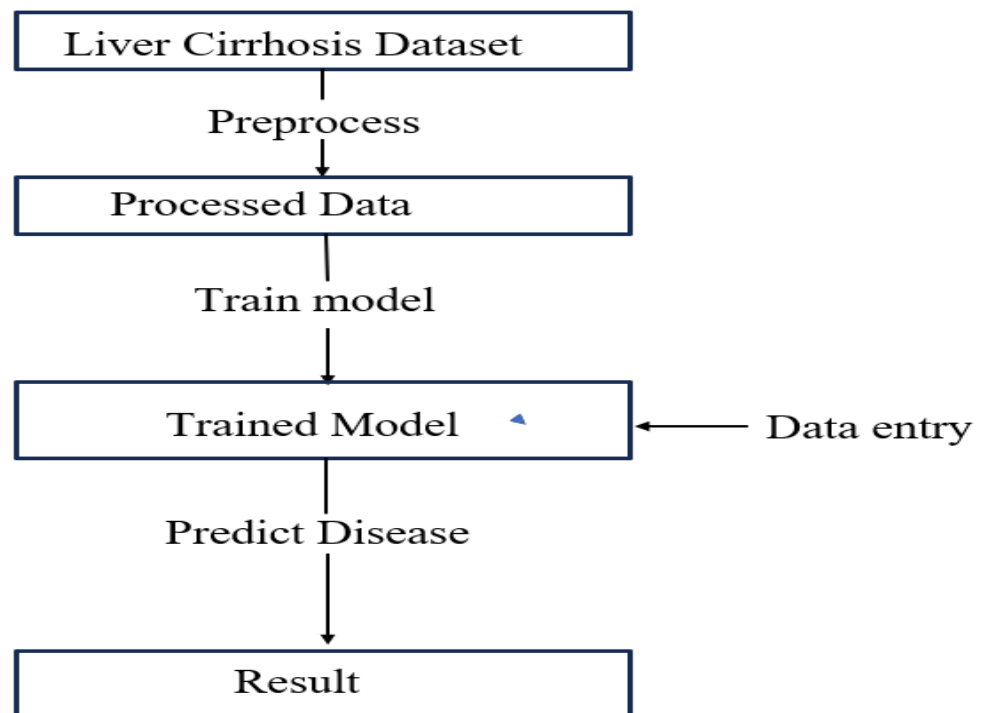 Liver Cirrhosis Dataset
Preprocess
Processed Data
Train model
Trained Model
Data entry
Predict Disease
Result